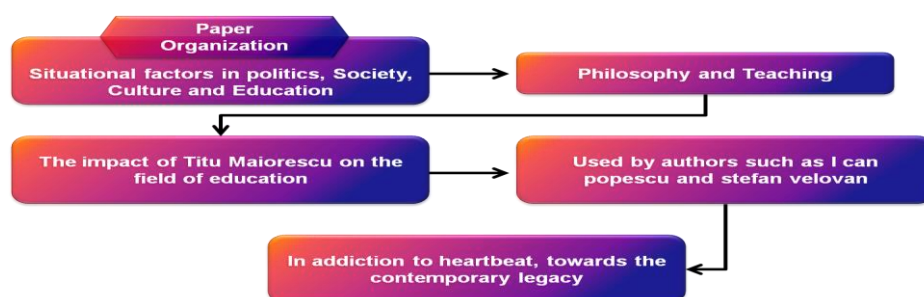 Paper
Organization
Situational factors in politics, Society,
Culture and Education
Philosophy and Teaching
The impact of Titu Maiorescu on the
field of education
Used by authors such as I can
popescu and stefan velovan
In addiction to heartbeat, towards the
contemporary legacy